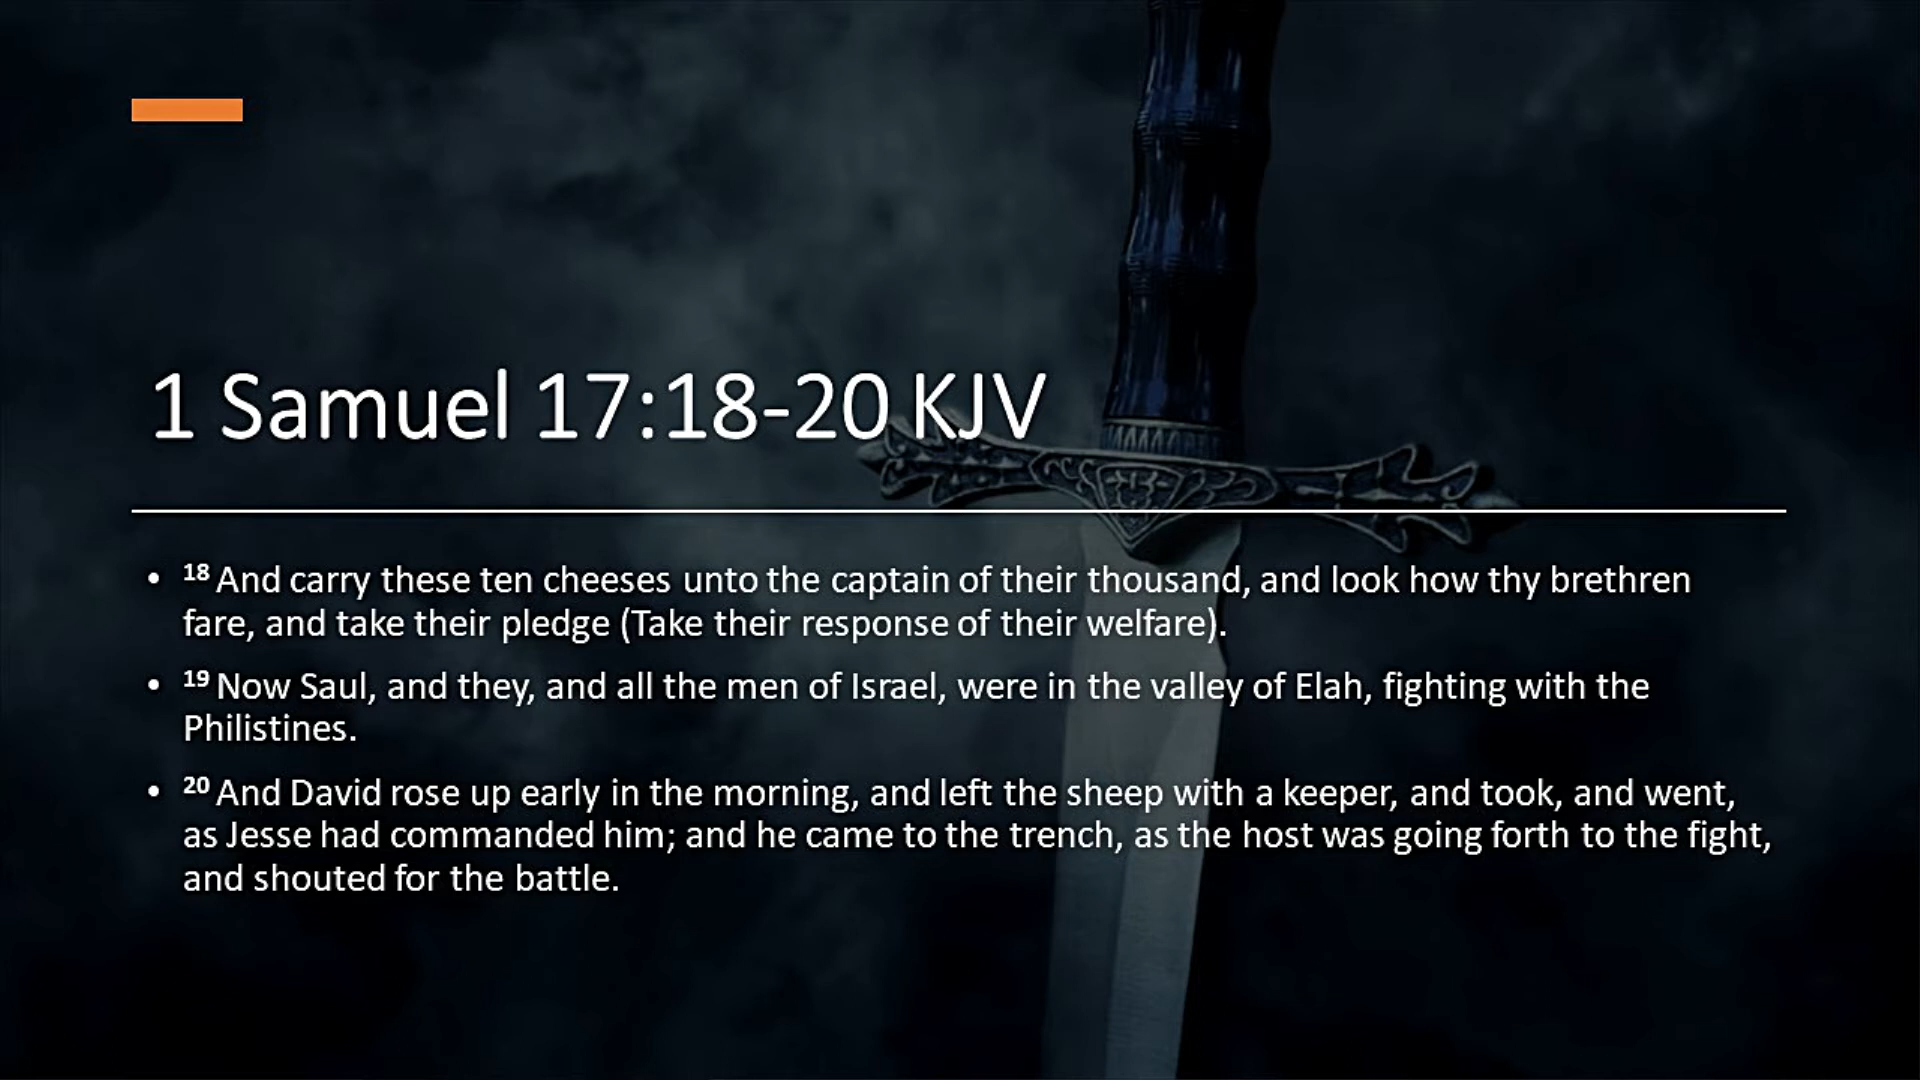 1 Samuel 17:18-20 KJV
• 18 And carry these ten cheeses unto the captain of their thousand, and look how thy brethren
fare, and take their pledge (Take their response of their welfare).
• 19 Now Saul, and they, and all the men of Israel, were in the valley of Elah, fighting with the
Philistines.
• 20 And David rose up early in the morning, and left the sheep with a keeper, and took, and went,
as Jesse had commanded him; and he came to the trench, as the host was going forth to the fight,
and shouted for the battle.